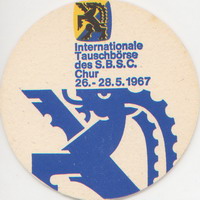 Internationale
Tauschbörse
des S.B.S.C.
Chur
26.-28.5.1967